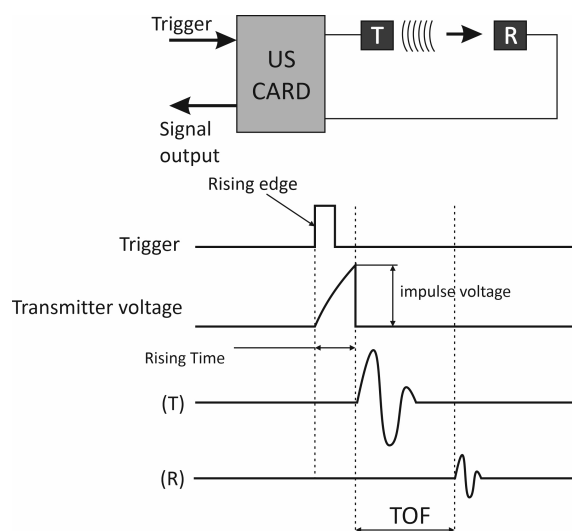 Trigger
US
CARD
T
R
Signal
output
Rising edge
Trigger
Transmitter voltage
impulse voltage
Rising Time
(T)
(R)
TOF